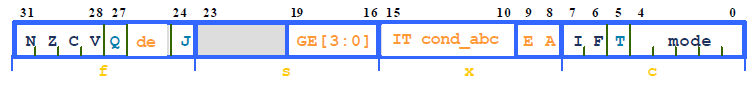 31 28 27 24 23 19 16 15 10 9 8 7 6 5 4 0
N Z C V Q de J GE[3:0] IT cond_abc E A I F T mode
f s x c